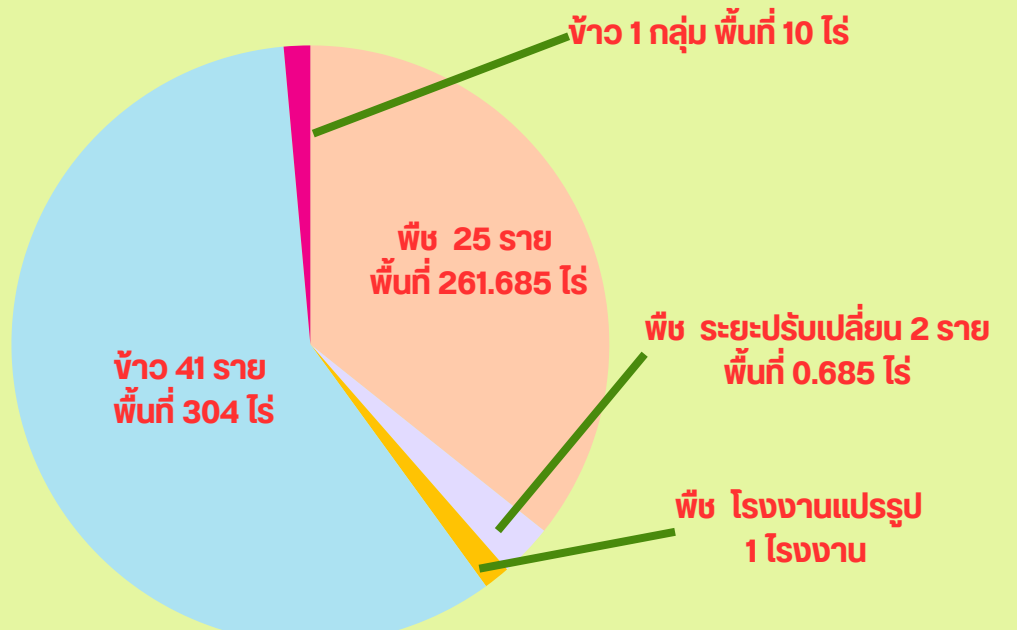 ข้าว 1 กลุ่ม พื้นที่ 10 ไร่
พืช  25 ราย
พื้นที่ 261.685 ไร่
พืช  ระยะปรับเปลี่ยน 2 ราย
พื้นที่ 0.685 ไร่
ข้าว 41 ราย
พื้นที่ 304 ไร่
พืช  โรงงานแปรรูป
1 โรงงาน